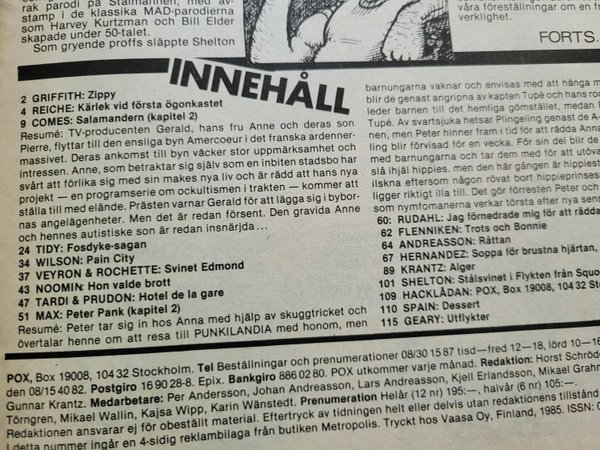 rak parodi på Stålmannen, med av-
stamp i de klassika MAD-parodierna
som Harvey Kurtzman och Bill Elder
skapade under 50-talet.
Som gryende proffs släppte Shelton
våra föreställningar om en
verklighet.
FORTS.
INNEHÅLL
2 GRIFFITH: Zippy
4 REICHE: Kärlek vid första ögonkastet
9 COMES: Salamandern (kapitel 2)
Resumé: TV-producenten Gerald, hans fru Anne och deras son
Pierre, flyttar till den ensliga byn Amercoeur i det franska ardenner-
massivet. Deras ankomst till byn väcker stor uppmärksamhet och
intressen. Anne, som betraktar sig själv som en inbiten stadsbo har
svårt att förlika sig med sin makes nya liv och är rädd att hans nya
projekt — en programserie om ockultismen i trakten — kommer att
ställa till med elände. Prästen varnar Gerald för att lägga sig i bybor-
nas angelägenheter. Men det är redan försent. Den gravida Anne
och hennes autistiske son är redan insnärjda...
24 TIDY: Fosdyke-sagan
34 WILSON: Pain City
37 VEYRON & ROCHETTE: Svinet Edmond
43 NOOMIN: Hon valde brott
47 TARDI & PRUDON: Hotel de la gare
51 MAX: Peter Pank (kapitel 2)
Resumé: Peter tar sig in hos Anna med hjälp av skuggtricket och
övertalar henne om att resa till PUNKILANDIA med honom, men
barnungarna vaknar och envisas med att hänga m
blir de genast angripna av kapten Tupé och hans ro
leder barnen till det hemliga gömstället, medan
Tupé. Av svartsjuka hetsar Plingeling genast de A-
nen, men Peter hinner fram i tid för att rädda Anna
ling blir förvisad för en vecka. För sin del blir de
med barnungarna och tar dem med för att utöva
slå ihjäl hippies. men den här gången är hippiest
ilskna eftersom någon rövat bort hippieprinses
ligger riktigt illa till. Det gör förresten Peter och
som nymfomanerna verkar törsta efter nya sens
60: RUDAHL: Jag förnedrade mig för att rädda
62 FLENNIKEN: Trots och Bonnie
64 ANDREASSON: Råttan
67 HERNANDEZ: Soppa för brustna hjärtan,
89 KRANTZ: Alger
101 SHELTON: Stålsvinet i Flykten från Squo
109 HACKLÅDAN: POX, Box 19008, 104 32 Sto
110 SPAIN: Dessert
115 GEARY: Utflykter
POX, Box 19008, 104 32 Stockholm. Tel Beställningar och prenumerationer 08/30 15 87 tisd—fred 12—18, lörd 10—16
den 08/15 40 82. Postgiro 16 90 28-8. Epix. Bankgiro 886 02 80. POX utkommer varje månad. Redaktion: Horst Schröd
Gunnar Krantz. Medarbetare: Per Andersson, Johan Andreasson, Lars Andreasson, Kjell Erlandsson, Mikael Grahn
Törngren, Mikael Wallin, Kajsa Wipp, Karin Wänstedt. Prenumeration Helår (12 nr) 195:—, halvår (6 nr) 105:—.
Redaktionen ansvarar ej för obeställt material. Eftertryck av tidningen helt eller delvis utan redaktionens tillstånd
I detta nummer ingår en 4-sidig reklambilaga från butiken Metropolis. Tryckt hos Vaasa Oy, Finland, 1985. ISSN: